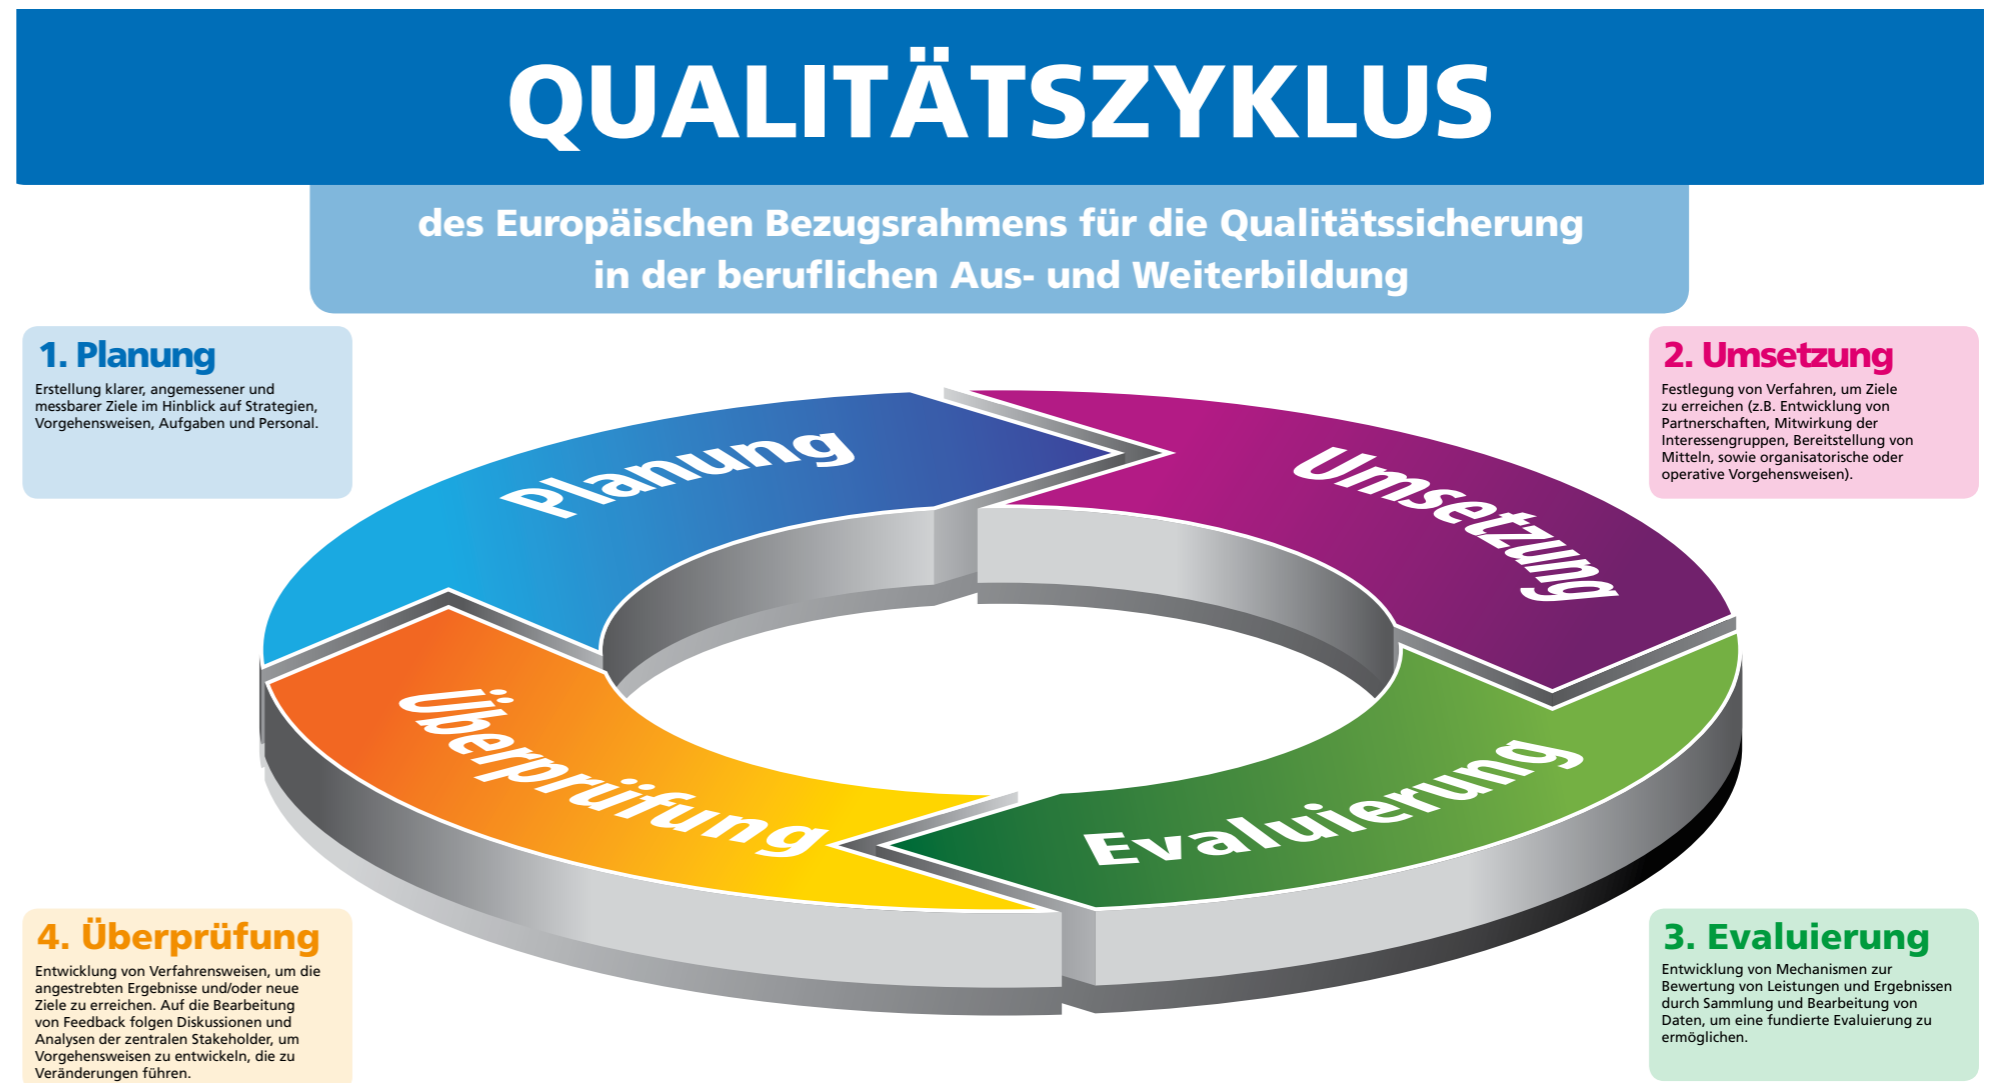 QUALITÄTSZYKLUS
des Europäischen Bezugsrahmens für die Qualitätssicherung
in der beruflichen Aus- und Weiterbildung
1. Planung
Erstellung klarer, angemessener und
messbarer Ziele im Hinblick auf Strategien,
Vorgehensweisen, Aufgaben und Personal.
2. Umsetzung
Festlegung von Verfahren, um Ziele
zu erreichen (z.B. Entwicklung von
Partnerschaften, Mitwirkung der
Interessengruppen, Bereitstellung von
Mitteln, sowie organisatorische oder
operative Vorgehensweisen).
Planung
Umsetzung
Überprüfung
Evaluierung
4. Überprüfung
Entwicklung von Verfahrensweisen, um die
angestrebten Ergebnisse und/oder neue
Ziele zu erreichen. Auf die Bearbeitung
von Feedback folgen Diskussionen und
Analysen der zentralen Stakeholder, um
Vorgehensweisen zu entwickeln, die zu
Veränderungen führen.
3. Evaluierung
Entwicklung von Mechanismen zur
Bewertung von Leistungen und Ergebnissen
durch Sammlung und Bearbeitung von
Daten, um eine fundierte Evaluierung zu
ermöglichen.